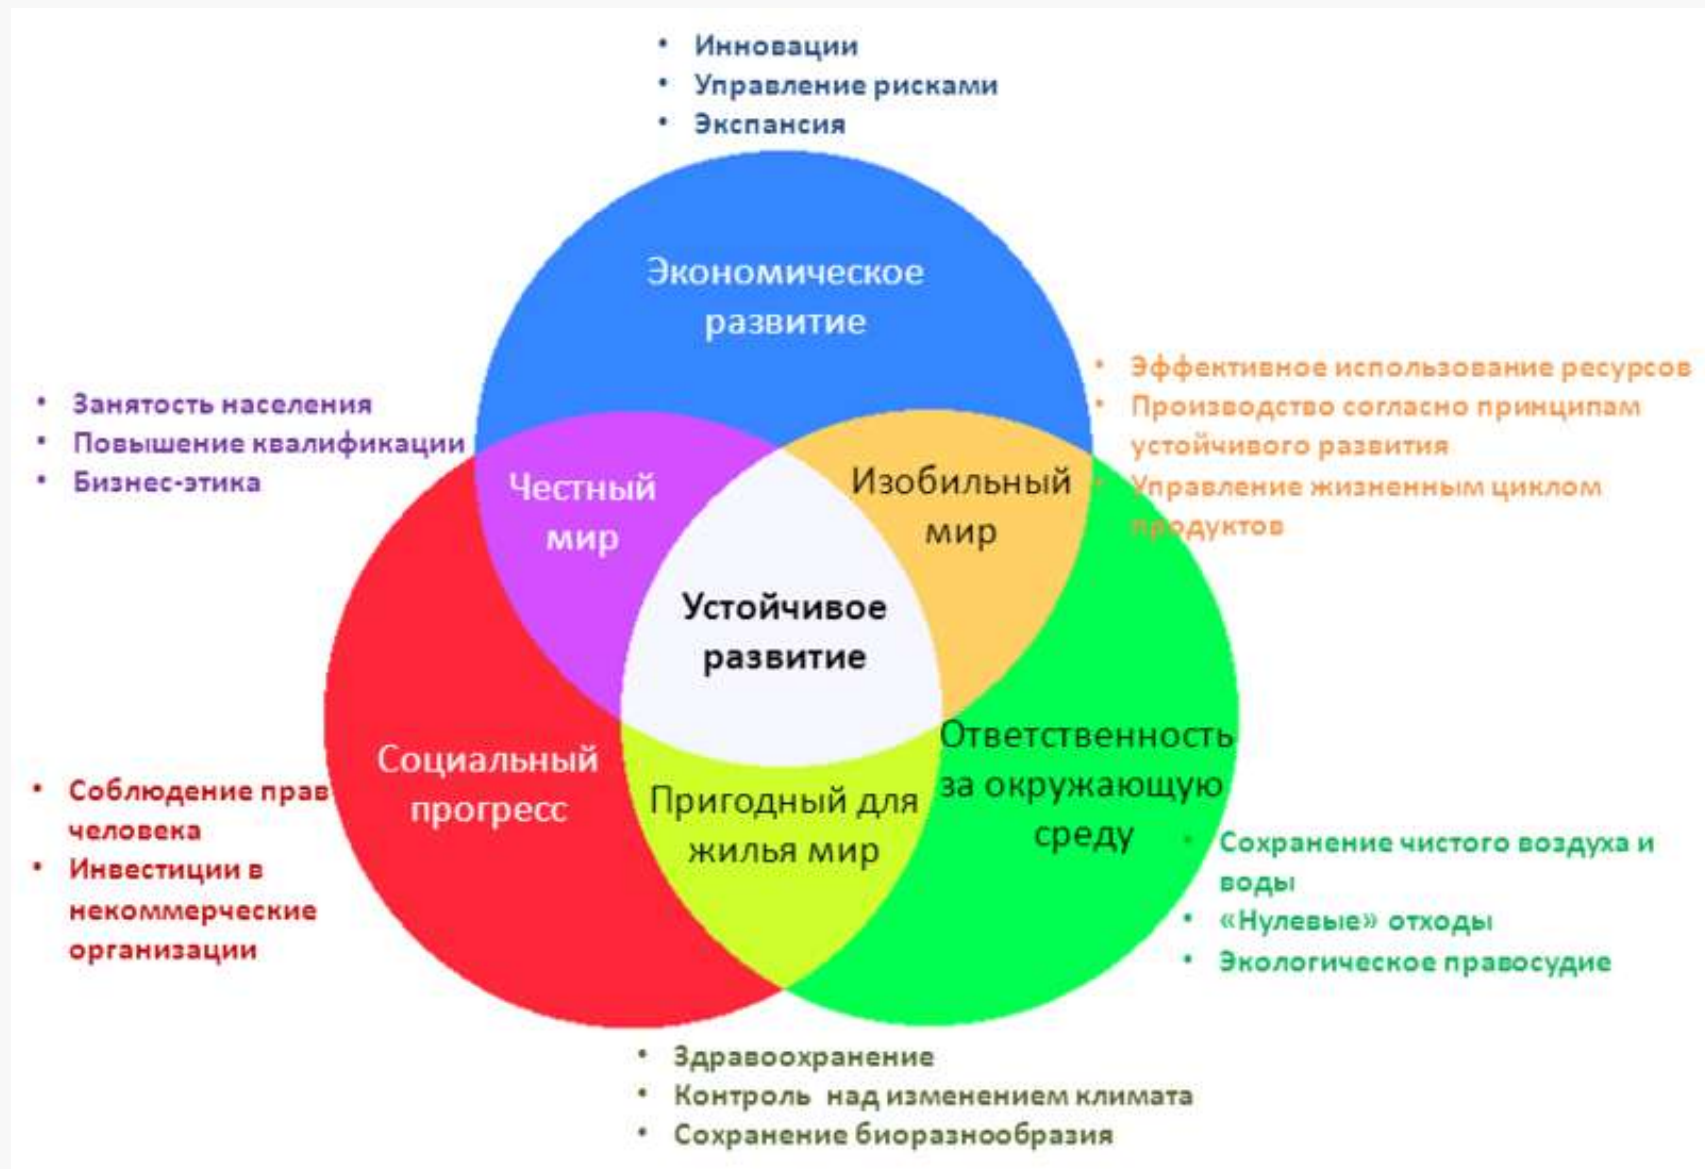 • Инновации
• Управление рисками
• Экспансия
Экономическое
развитие
• Занятость населения
• Повышение квалификации
• Бизнес-этика
• Эффективное использование ресурсов
• Производство согласно принципам
устойчивого развития
• Управление жизненным циклом
продуктов
Честный
мир
Изобильный
мир
Устойчивое
развитие
Социальный
прогресс
Пригодный для
жилья мир
Ответственность
за окружающую
среду
• Соблюдение прав
человека
• Инвестиции в
некоммерческие
организации
• Сохранение чистого воздуха и
воды
• «Нулевые» отходы
• Экологическое правосудие
• Здравоохранение
• Контроль над изменением климата
• Сохранение биоразнообразия